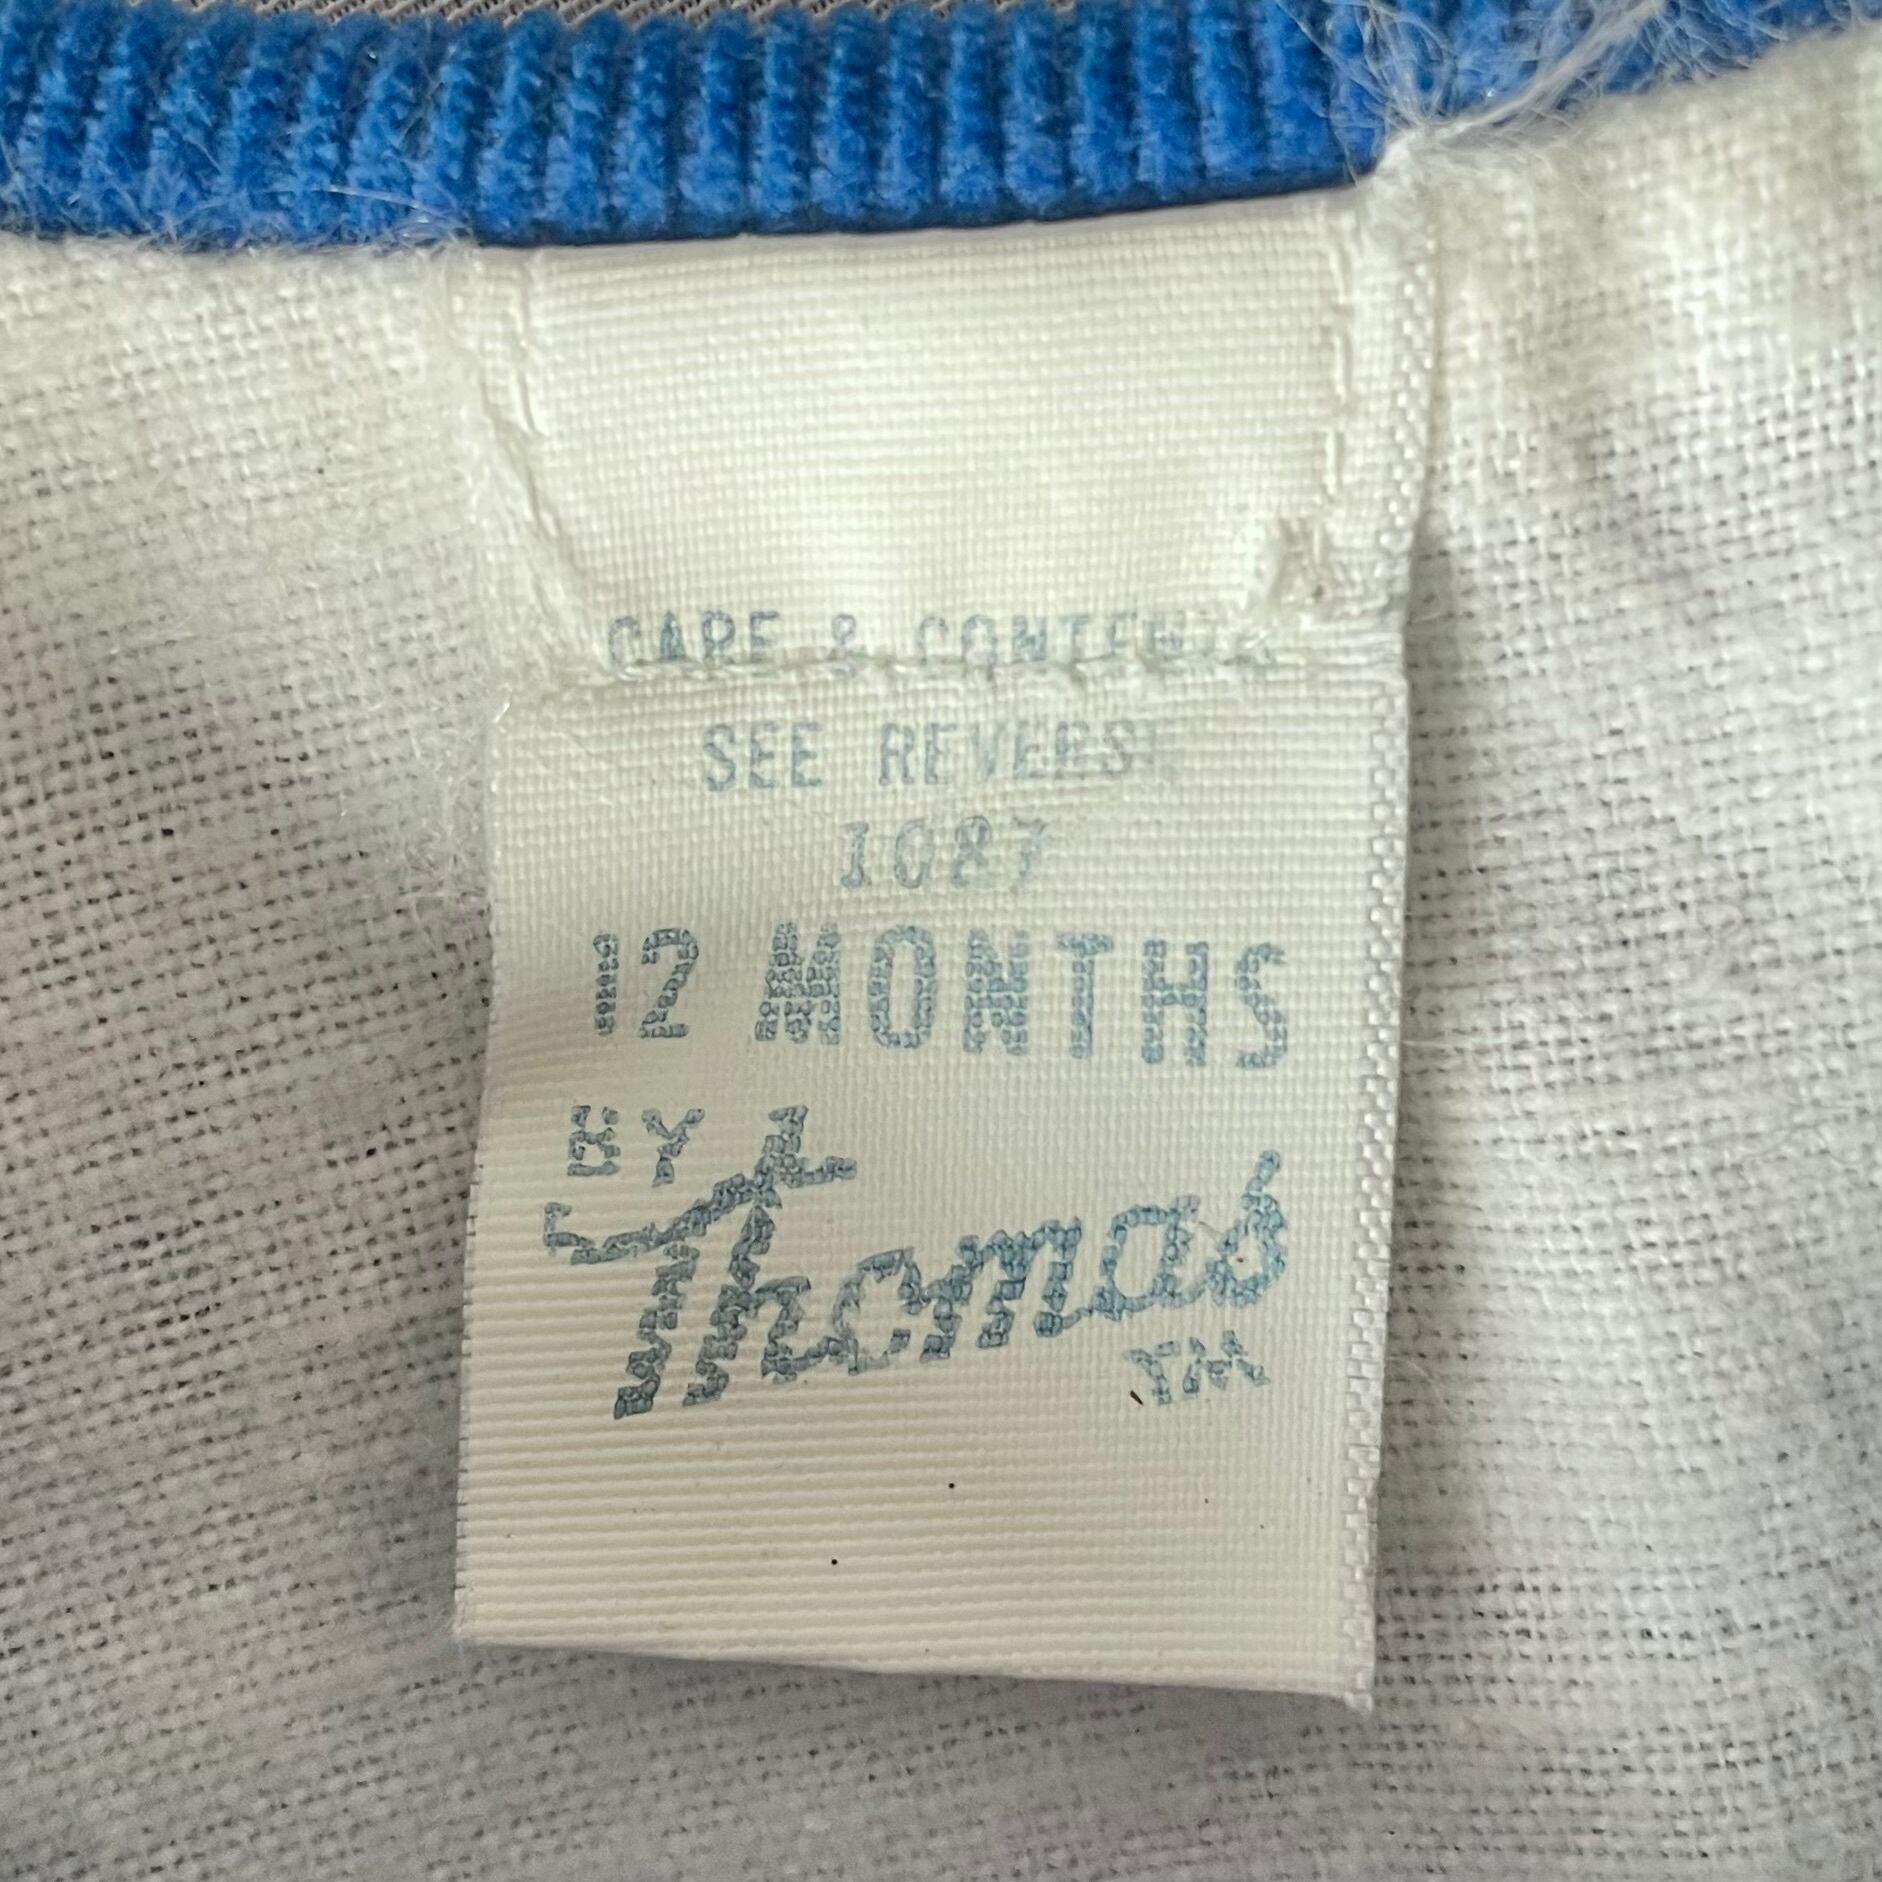 CARE & CONTENTS
SEE REVERSE
1087
12 MONTHS
BY
Thomas
TM